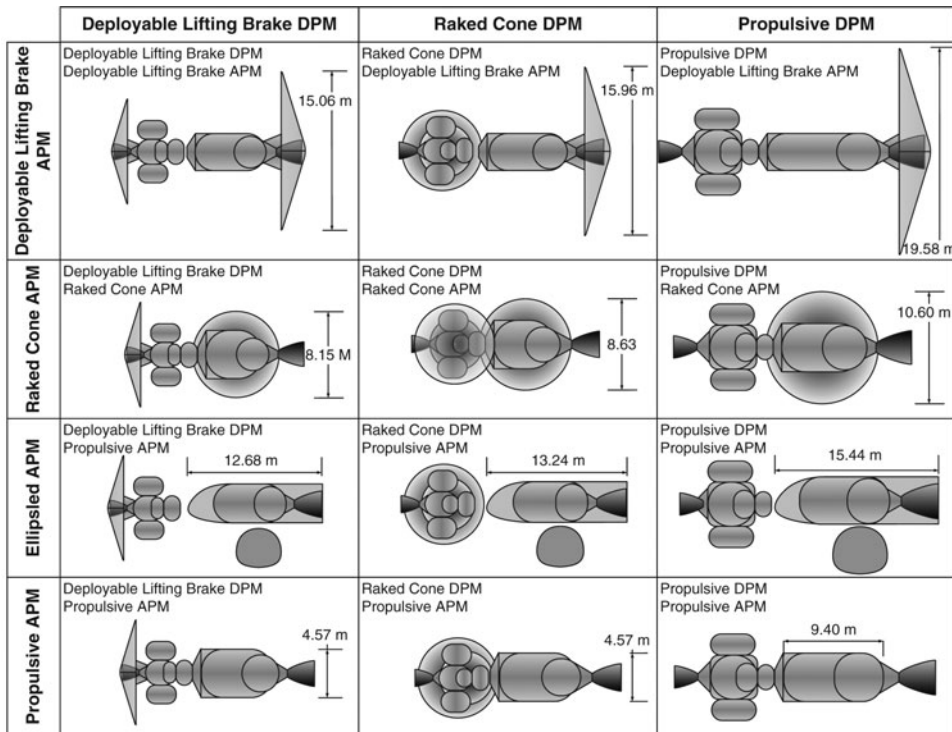 Deployable Lifting Brake DPM
Raked Cone DPM
Propulsive DPM
Deployable Lifting Brake
APM
Deployable Lifting Brake DPM
Deployable Lifting Brake APM
15.06 m
Raked Cone DPM
Deployable Lifting Brake APM
15.96 m
Propulsive DPM
Deployable Lifting Brake APM
19.58 m
Raked Cone APM
Deployable Lifting Brake DPM
Raked Cone APM
8.15 M
Raked Cone DPM
Raked Cone APM
8.63
Propulsive DPM
Raked Cone APM
10.60 m
Ellipsled APM
Deployable Lifting Brake DPM
Propulsive APM
12.68 m
Raked Cone DPM
Propulsive APM
13.24 m
Propulsive DPM
Propulsive APM
15.44 m
Propulsive APM
Deployable Lifting Brake DPM
Propulsive APM
4.57 m
Raked Cone DPM
Propulsive APM
4.57 m
Propulsive DPM
Propulsive APM
9.40 m